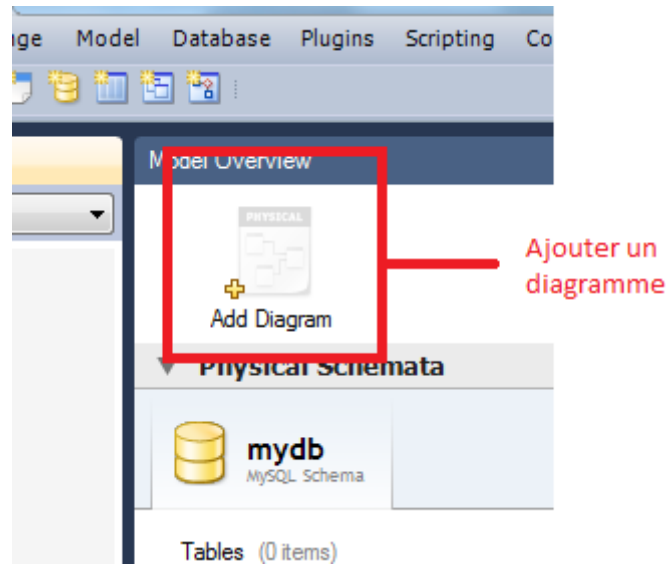 age Model Database Plugins Scripting Co
Model Overview
PHYSICAL
Add Diagram
Ajouter un
diagramme
Physical Schemata
mydb
MySQL Schema
Tables (0 items)